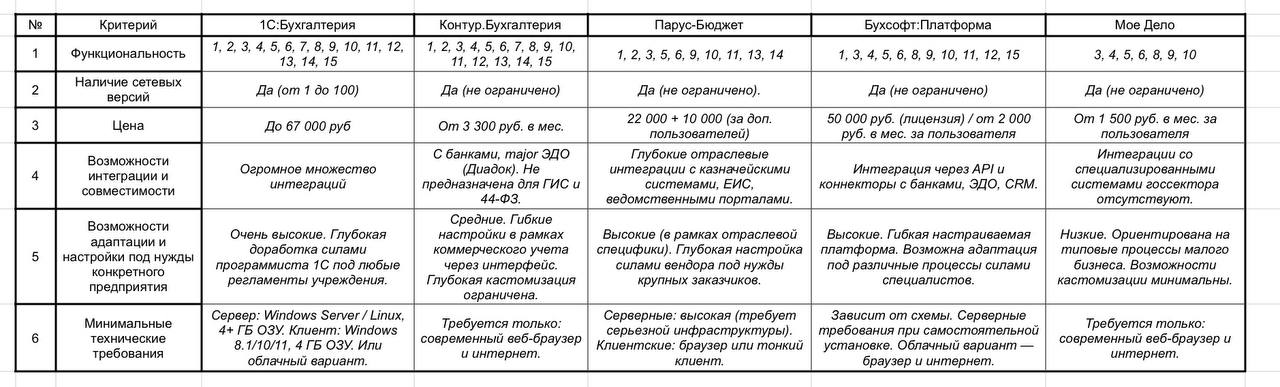 № Критерий 1С:Бухгалтерия Контур.Бухгалтерия Парус-Бюджет Бухсофт:Платформа Мое Дело
1 Функциональность
1, 2, 3, 4, 5, 6, 7, 8, 9, 10, 11, 12,
13, 14, 15
1, 2, 3, 4, 5, 6, 7, 8, 9, 10,
11, 12, 13, 14, 15
1, 2, 3, 5, 6, 9, 10, 11, 13, 14
1, 3, 4, 5, 6, 8, 9, 10, 11, 12, 15
3, 4, 5, 6, 8, 9, 10
2
Наличие сетевых
версий
Да (от 1 до 100)
Да (не ограничено)
Да (не ограничено).
Да (не ограничено)
Да (не ограничено)
3 Цена
До 67 000 руб
От 3 300 руб. в мес.
22 000 + 10 000 (за доп.
пользователей)
50 000 руб. (лицензия) / от 2 000
руб. в мес. за пользователя
От 1 500 руб. в мес. за
пользователя
4
Возможности
интеграции и
совместимости
Огромное множество
интеграций
С банками, major ЭДО
(Диадок). Не
предназначена для ГИС и
44-ФЗ.
Глубокие отраслевые
интеграции с казначейскими
системами, ЕИС,
ведомственными порталами.
Интеграция через API и
коннекторы с банками, ЭДО, CRM.
Интеграции со
специализированными
системами госсектора
отсутствуют.
5
Возможности
адаптации и
настройки под нужды
конкретного
предприятия
Очень высокие. Глубокая
доработка силами
программиста 1С под любые
регламенты учреждения.
Средние. Гибкие
настройки в рамках
коммерческого учета
через интерфейс.
Глубокая кастомизация
ограничена.
Высокие (в рамках отраслевой
специфики). Глубокая настройка
силами вендора под нужды
крупных заказчиков.
Высокие. Гибкая настраиваемая
платформа. Возможна адаптация
под различные процессы силами
специалистов.
Низкие. Ориентирована на
типовые процессы малого
бизнеса. Возможности
кастомизации минимальны.
6
Минимальные
технические
требования
Сервер: Windows Server / Linux,
4+ ГБ ОЗУ. Клиент: Windows
8.1/10/11, 4 ГБ ОЗУ. Или
облачный вариант.
Требуется только:
современный веб-браузер
и интернет.
Серверные: высокая (требует
серьезной инфраструктуры).
Клиентские: браузер или тонкий
клиент.
Зависит от схемы. Серверные
требования при самостоятельной
установке. Облачный вариант —
браузер и интернет.
Требуется только:
современный веб-браузер и
интернет.